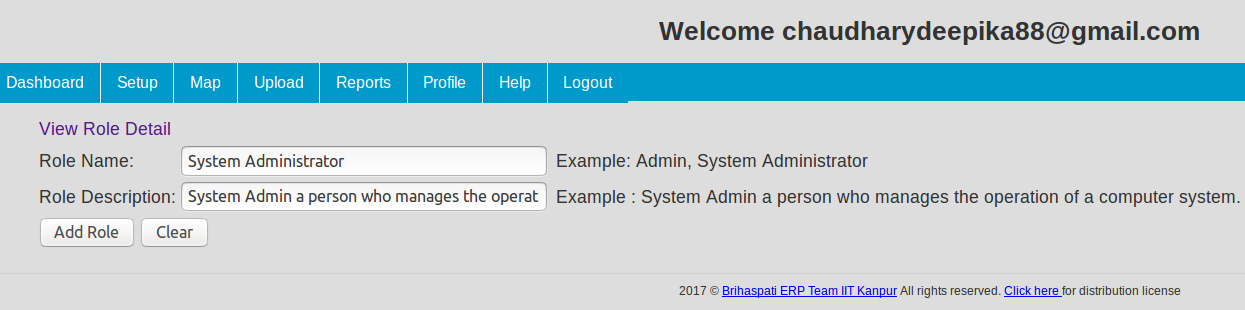 Welcome chaudharydeepika88@gmail.com
Dashboard Setup Map Upload Reports Profile Help Logout
View Role Detail
Role Name: System Administrator Example: Admin, System Administrator
Role Description: System Admin a person who manages the operat Example : System Admin a person who manages the operation of a computer system.
Add Role Clear
2017 © Brihaspati ERP Team IIT Kanpur All rights reserved. Click here for distribution license